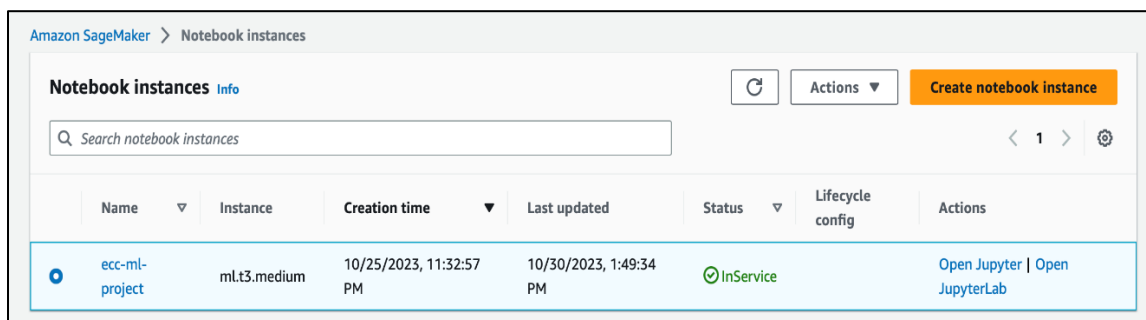 Amazon SageMaker > Notebook instances
Notebook instances Info
Actions ▼
Create notebook instance
Search notebook instances
< 1 >
Name
Instance
Creation time ▼
Last updated
Status
Lifecycle
config
Actions
ecc-ml-
project
ml.t3.medium
10/25/2023, 11:32:57
PM
10/30/2023, 1:49:34
PM
InService
Open Jupyter | Open
JupyterLab